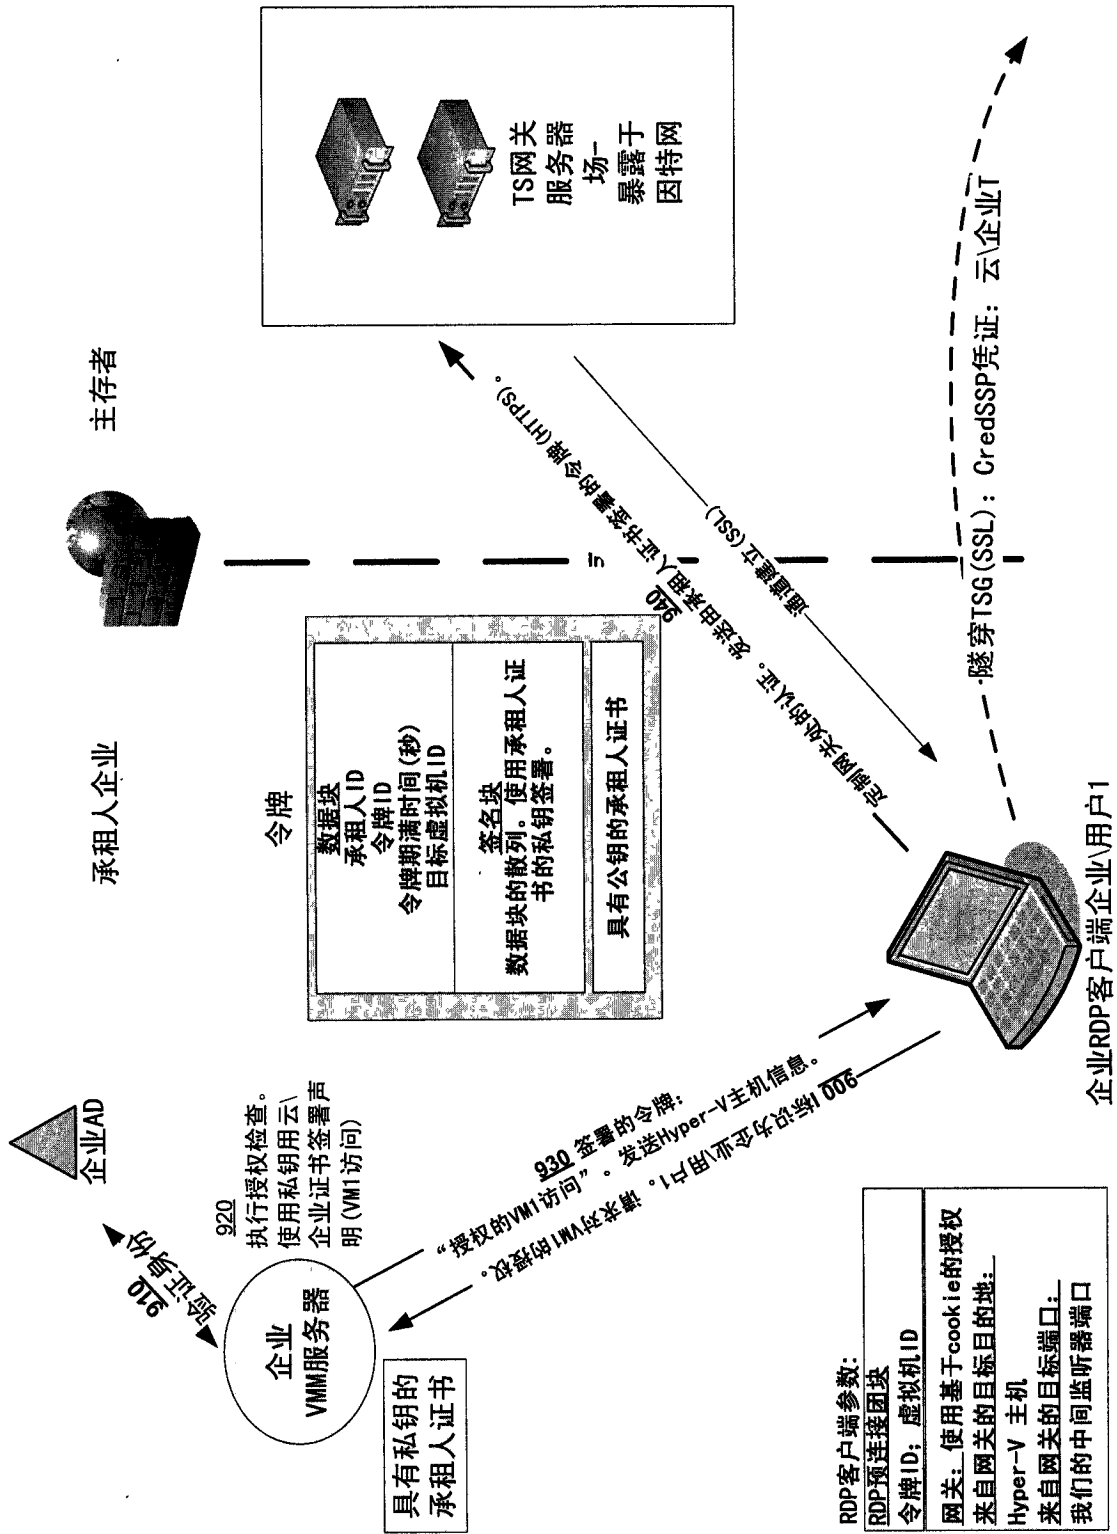 承租人企业
主存者
企业AD
910
验证身份
920
执行授权检查。
使用私钥用云\
企业证书签署声
明(VM1访问)
企业
VMM服务器
具有私钥的
承租人证书
令牌
数据块
承租人ID
令牌ID
令牌期满时间(秒)
目标虚拟机ID
签名块
数据块的散列。使用承租人证
书的私钥签署。
具有公钥的承租人证书
TS网关
服务器
场-
暴露于
因特网
930 签署的令牌:
“授权的VM1访问”。发送Hyper-V主机信息。
900 标识为企业\用户1。请求对VM1的授权。
940
定制网关处的认证。发送由承租人证书签署的令牌(HTTPS)。
通道建立(SSL)
隧穿TSG(SSL): CredSSP凭证: 云\企业T
企业RDP客户端企业\用户1
RDP客户端参数:
RDP预连接团块
令牌ID; 虚拟机ID
网关: 使用基于cookie的授权
来自网关的目标目的地:
Hyper-V 主机
来自网关的目标端口:
我们的中间监听器端口